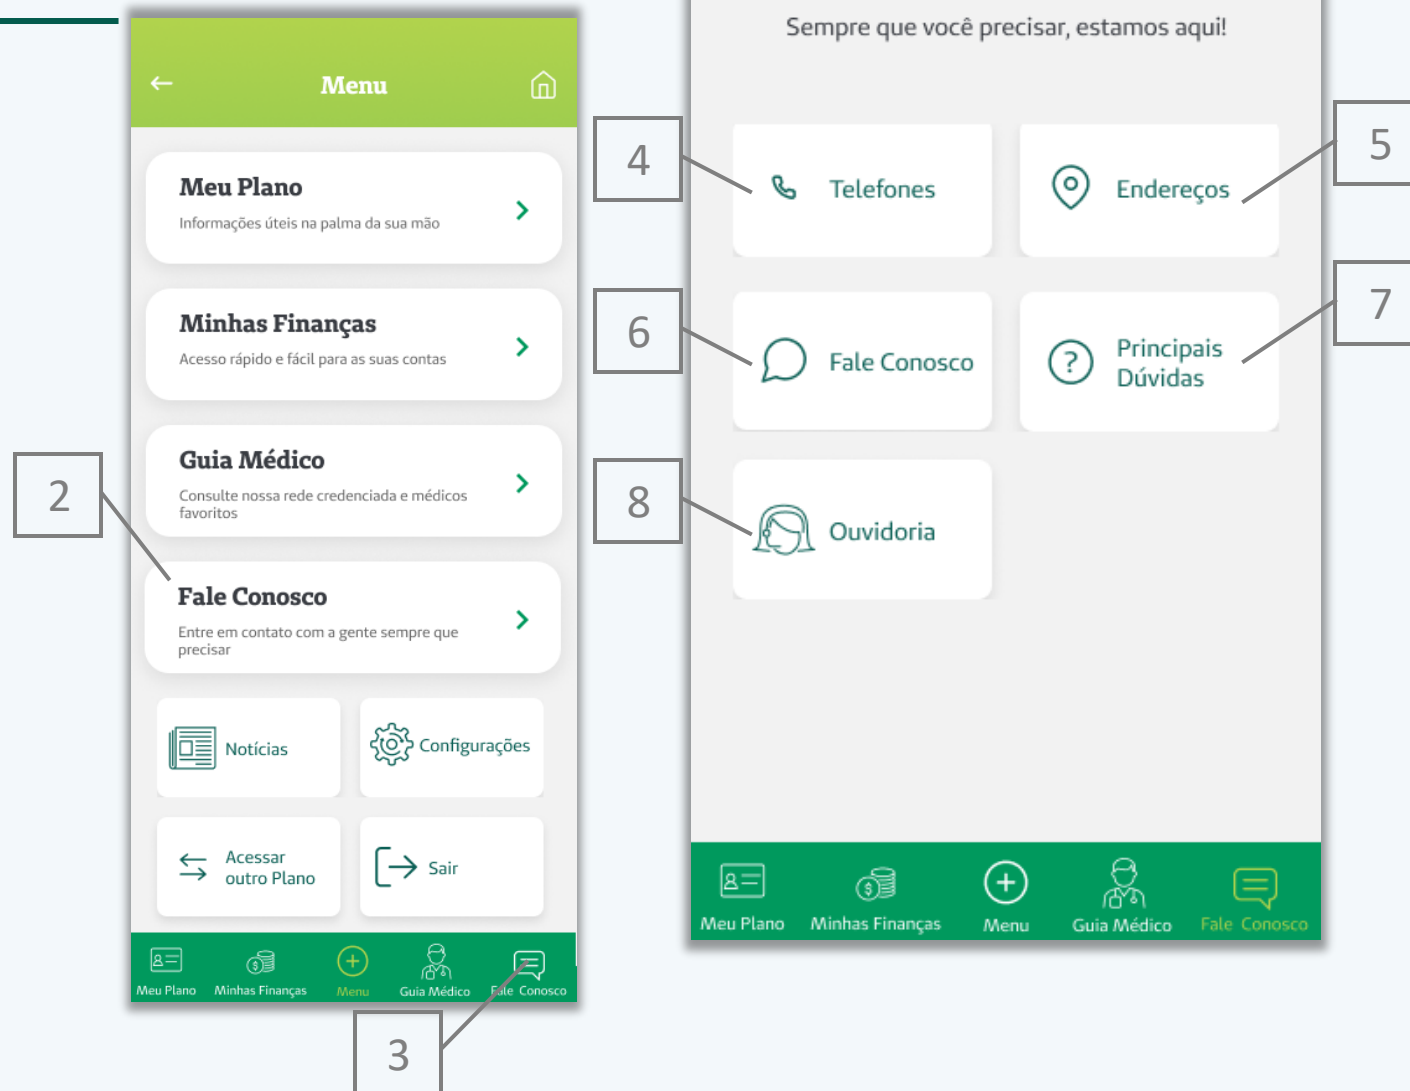 Menu
Meu Plano
Informações úteis na palma da sua mão
Minhas Finanças
Acesso rápido e fácil para as suas contas
Guia Médico
Consulte nossa rede credenciada e médicos
favoritos
2
Fale Conosco
Entre em contato com a gente sempre que
precisar
Notícias
Configurações
Acessar
outro Plano
Sair
Meu Plano
Minhas Finanças
Menu
Guia Médico
Fale Conosco
3
Sempre que você precisar, estamos aqui!
4
Telefones
Endereços
5
6
Fale Conosco
Principais
Dúvidas
7
8
Ouvidoria
Meu Plano
Minhas Finanças
Menu
Guia Médico
Fale Conosco